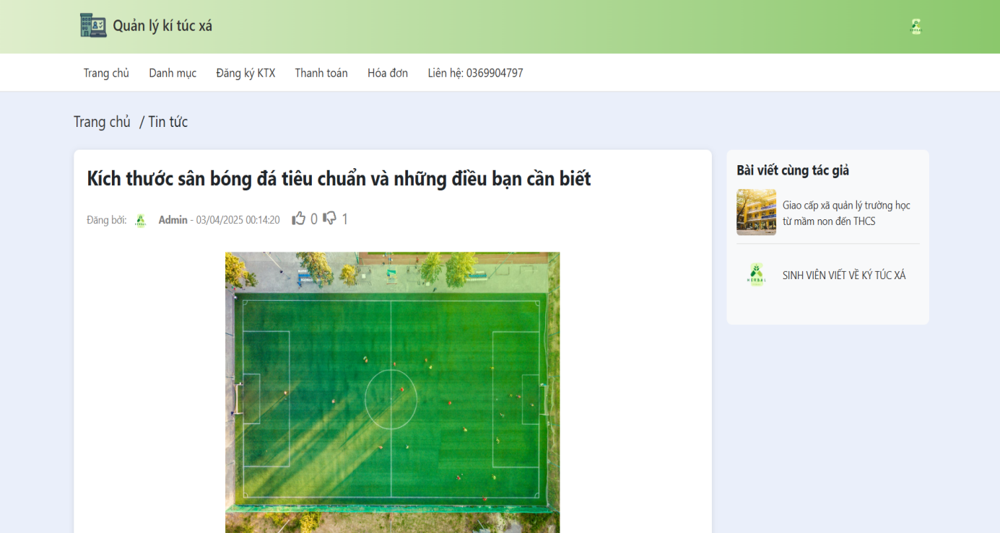 Quản lý kí túc xá
Trang chủ Danh mục Đăng ký KTX Thanh toán Hóa đơn Liên hệ: 0369904797
Trang chủ / Tin tức
Kích thước sân bóng đá tiêu chuẩn và những điều bạn cần biết
Đăng bởi: Admin - 03/04/2025 00:14:20 0 1
Bài viết cùng tác giả
Giao cấp xã quản lý trường học
từ mầm non đến THCS
HERBAL
SINH VIÊN VIẾT VỀ KÝ TÚC XÁ